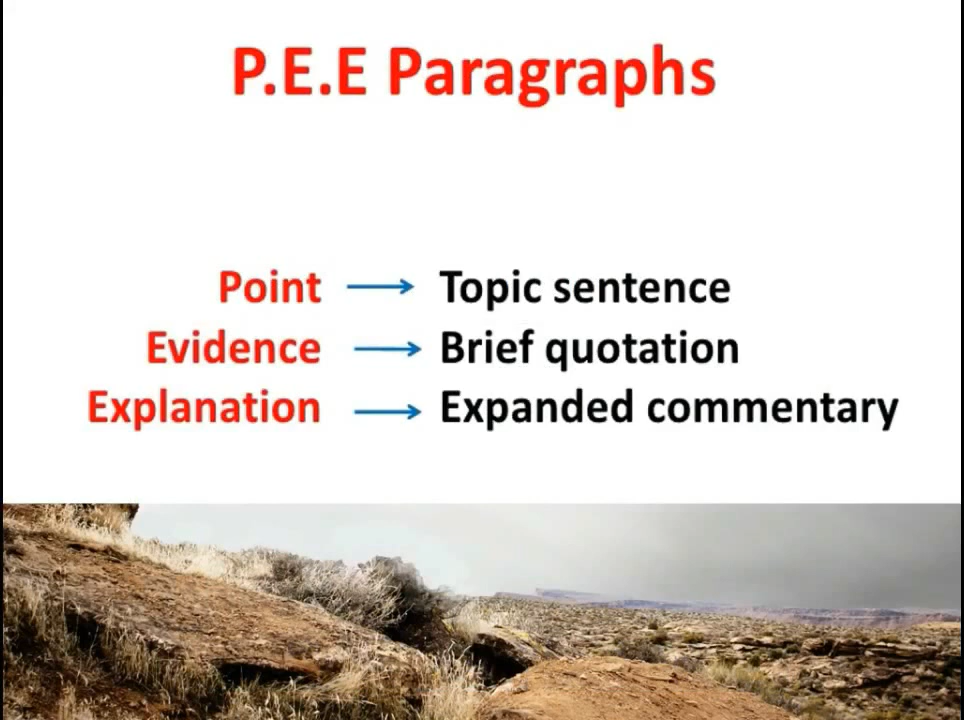 P.E.E Paragraphs
Point → Topic sentence
Evidence → Brief quotation
Explanation → Expanded commentary